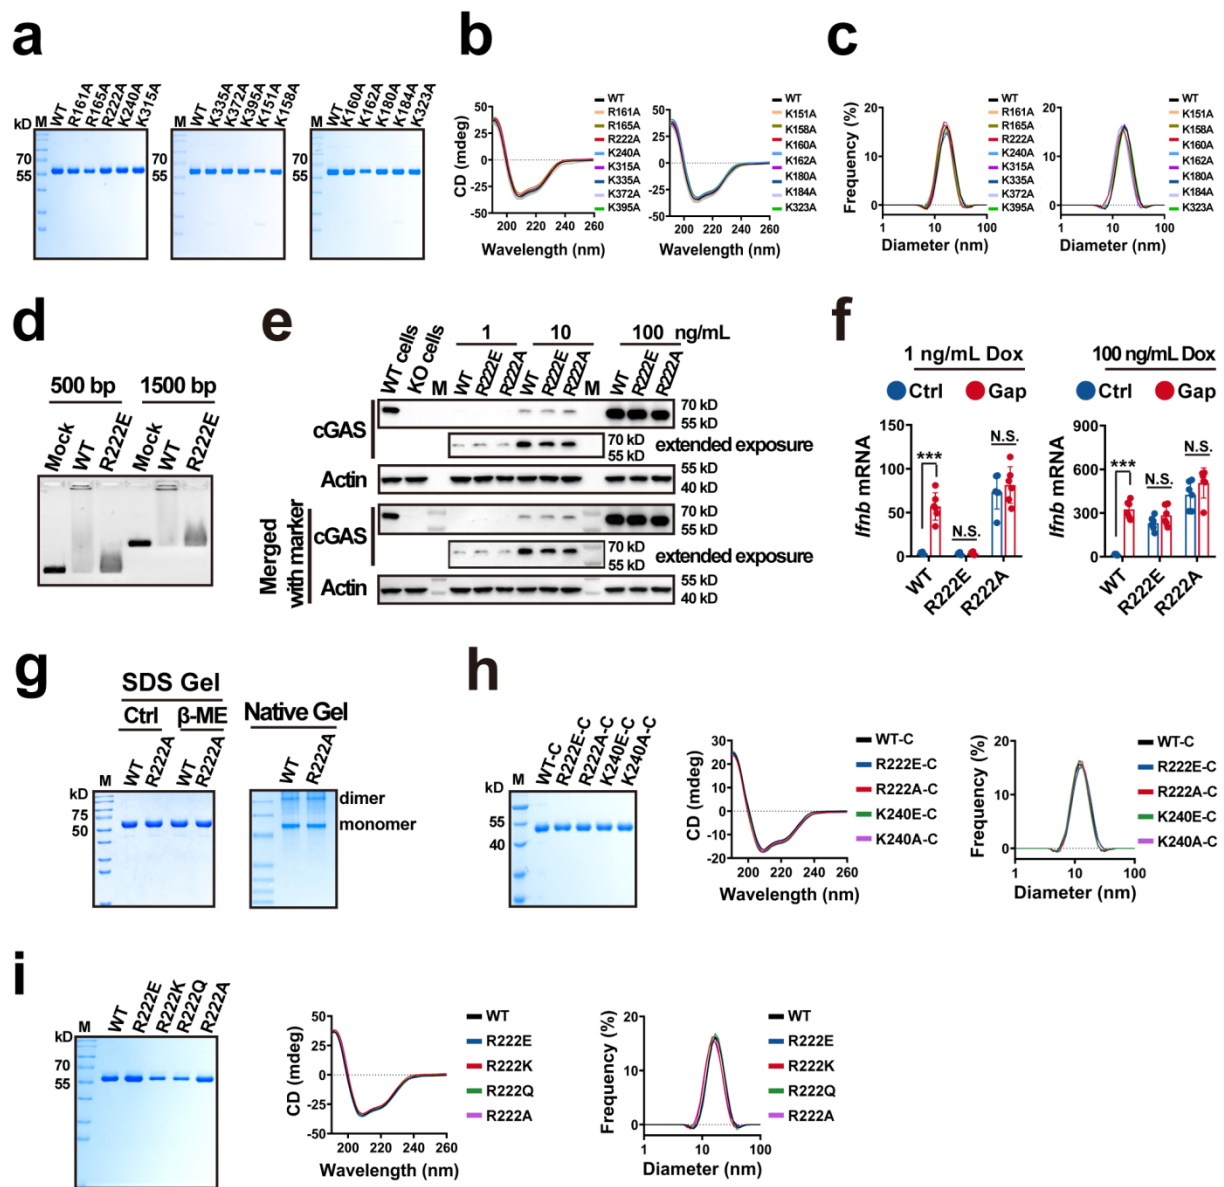 a
kD
M
WT
R161A
R165A
R222A
K240A
K315A
70
55
WT
K335A
K372A
K395A
K151A
K158A
70
55
WT
K160A
K162A
K180A
K184A
K323A
70
55
b
CD (mdeg)
50
25
0
-25
-50
200 220 240 260
Wavelength (nm)
WT
R161A
R165A
R222A
K240A
K315A
K335A
K372A
K395A
50
25
0
-25
-50
200 220 240 260
Wavelength (nm)
WT
K151A
K158A
K160A
K162A
K180A
K184A
K323A
c
Frequency (%)
20
10
0
1 10 100
Diameter (nm)
WT
R161A
R165A
R222A
K240A
K315A
K335A
K372A
K395A
20
10
0
1 10 100
Diameter (nm)
WT
K151A
K158A
K160A
K162A
K180A
K184A
K323A
d
500 bp 1500 bp
Mock
WT
R222E
Mock
WT
R222E
e
1 10 100 ng/mL
WT cells
KO cells
M
WT
R222E
R222A
WT
R222E
R222A
M
WT
R222E
R222A
cGAS
70 kD
55 kD
70 kD
55 kD
extended exposure
Actin
55 kD
40 kD
Merged
with marker
cGAS
70 kD
55 kD
70 kD
55 kD
extended exposure
Actin
55 kD
40 kD
f
1 ng/mL Dox
Ctrl Gap
Ifnb mRNA
150
100
50
0
***
N.S.
N.S.
WT
R222E
R222A
100 ng/mL Dox
Ctrl Gap
Ifnb mRNA
900
600
300
0
***
N.S.
N.S.
WT
R222E
R222A
g
SDS Gel
Ctrl β-ME
M
WT
R222A
WT
R222A
kD
75
50
Native Gel
WT
R222A
dimer
monomer
h
kD
M
WT-C
R222E-C
R222A-C
K240E-C
K240A-C
55
40
CD (mdeg)
30
20
10
0
-10
-20
200 220 240 260
Wavelength (nm)
WT-C
R222E-C
R222A-C
K240E-C
K240A-C
Frequency (%)
20
10
0
1 10 100
Diameter (nm)
WT-C
R222E-C
R222A-C
K240E-C
K240A-C
i
kD
M
WT
R222E
R222K
R222Q
R222A
70
55
CD (mdeg)
50
25
0
-25
-50
200 220 240 260
Wavelength (nm)
WT
R222E
R222K
R222Q
R222A
Frequency (%)
20
10
0
1 10 100
Diameter (nm)
WT
R222E
R222K
R222Q
R222A